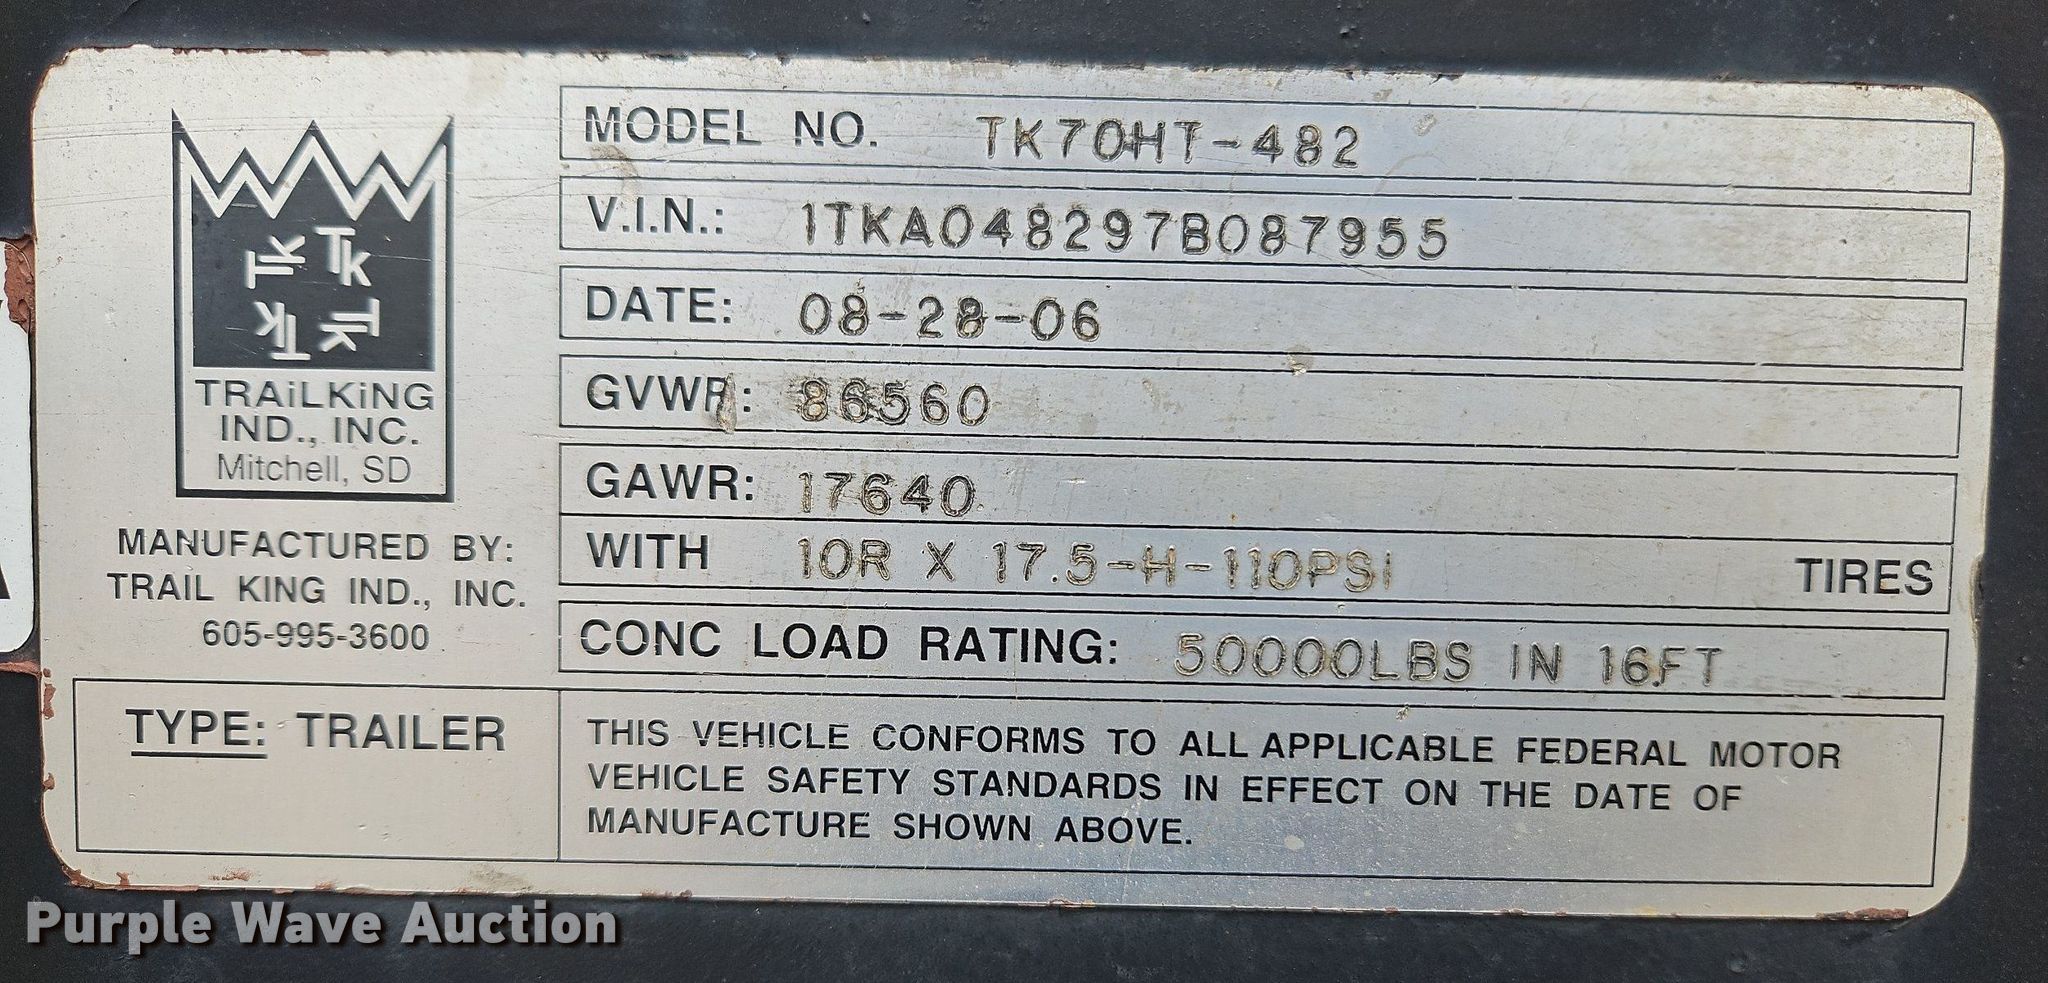 TRAiLKiNG
IND., INC.
Mitchell, SD
MANUFACTURED BY:
TRAIL KING IND., INC.
605-995-3600
TYPE: TRAILER
MODEL NO. TK70HT-482
V.I.N.: 1TKA048297B087955
DATE: 08-28-06
GVWR: 86560
GAWR: 17640
WITH 10R X 17.5-H-110PSI TIRES
CONC LOAD RATING: 50000LBS IN 16FT
THIS VEHICLE CONFORMS TO ALL APPLICABLE FEDERAL MOTOR
VEHICLE SAFETY STANDARDS IN EFFECT ON THE DATE OF
MANUFACTURE SHOWN ABOVE.
Purple Wave Auction